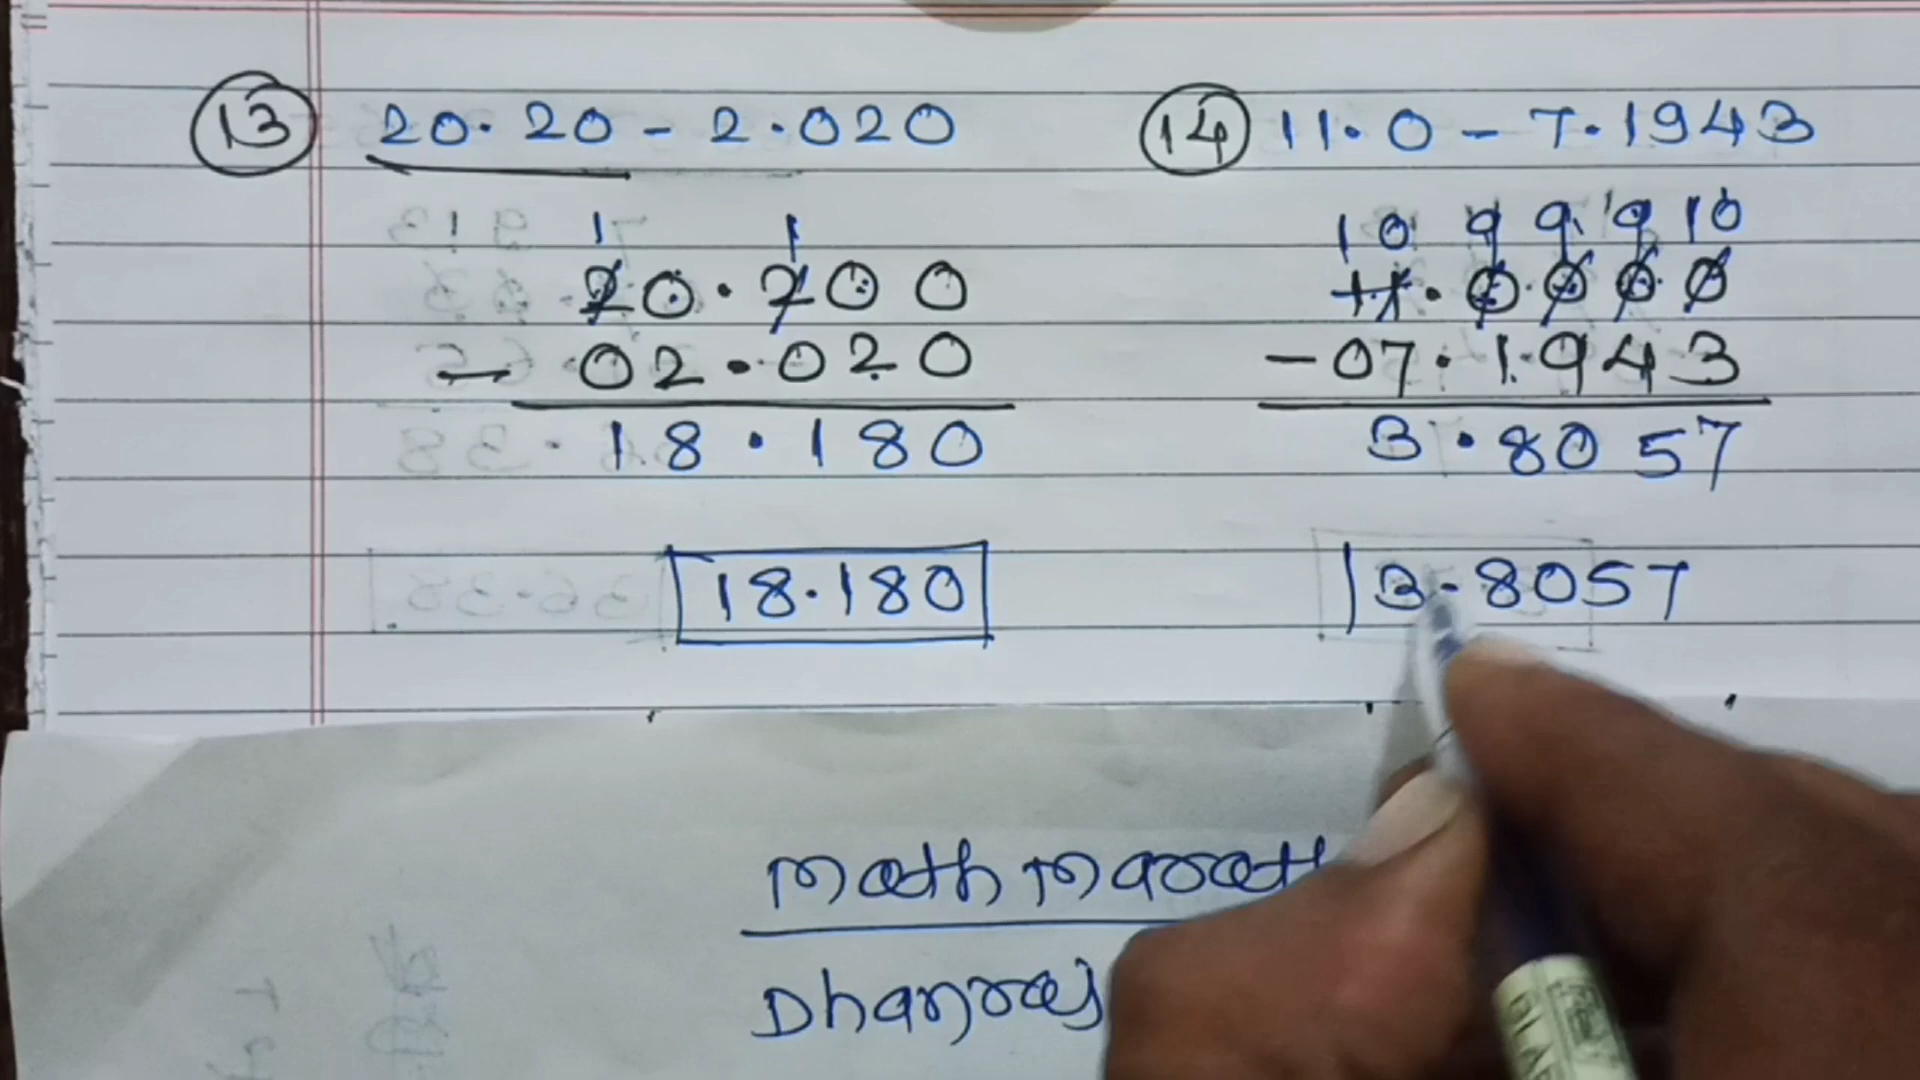 13 20.20 - 2.020
1 1
20.200
- 02.020
18.180
18.180
14 11.0 - 7.1943
10 9 9 9 10
11.0000
- 07.1943
3.8057
3.8057
Math
Dhanraj